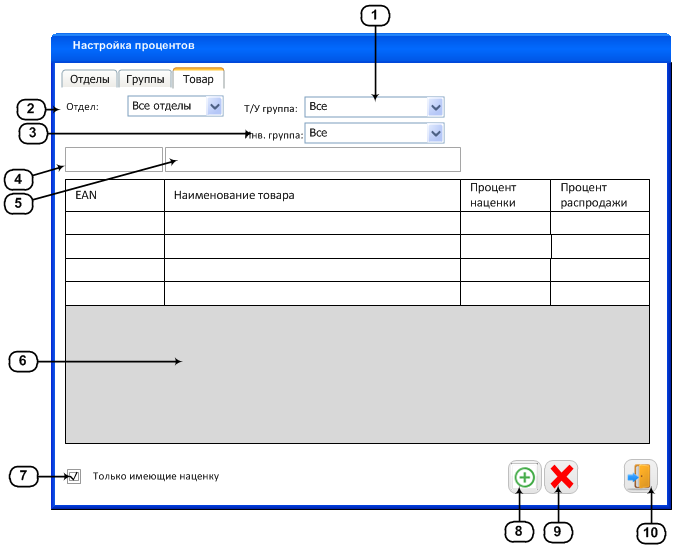 1
Настройка процентов
Отделы Группы Товар
2 Отдел: Все отделы Т/У группа: Все
3 Инв. группа: Все
4
5
EAN Наименование товара Процент наценки Процент распродажи
6
7 Только имеющие наценку
8 9 10